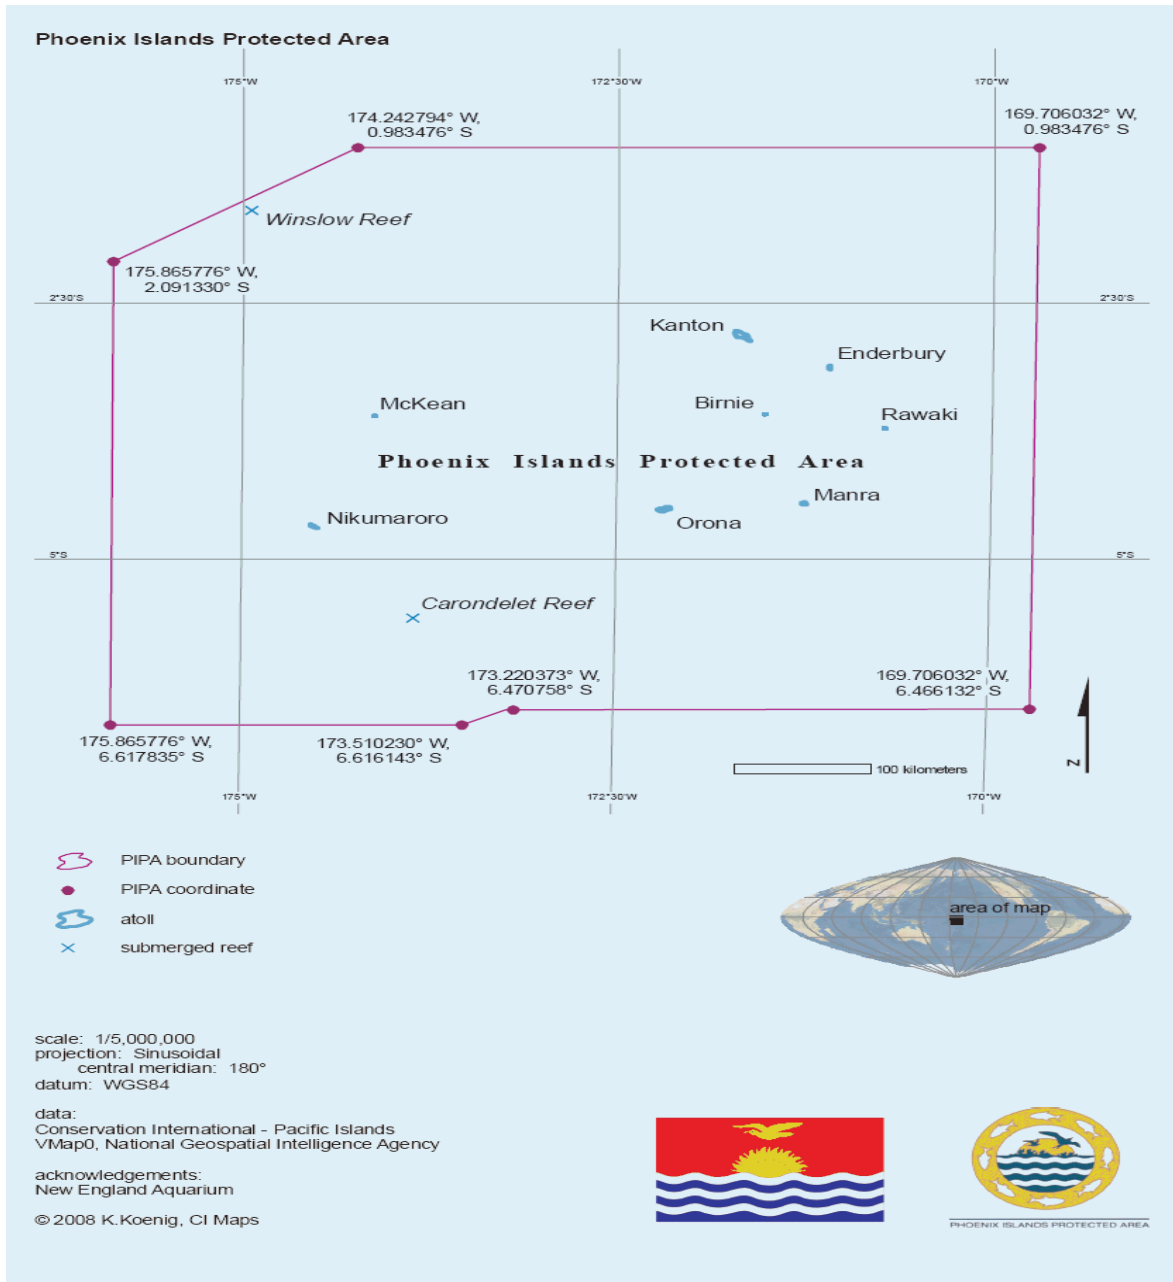 Phoenix Islands Protected Area
175°W
172°30'W
170°W
174.242794° W,
0.983476° S
169.706032° W,
0.983476° S
Winslow Reef
175.865776° W,
2.091330° S
2°30'S
2°30'S
Kanton
Enderbury
McKean
Birnie
Rawaki
Phoenix Islands Protected Area
Manra
Nikumaroro
Orona
5°S
5°S
Carondelet Reef
173.220373° W,
6.470758° S
169.706032° W,
6.466132° S
175.865776° W,
6.617835° S
173.510230° W,
6.616143° S
N
100 kilometers
175°W
172°30'W
170°W
PIPA boundary
PIPA coordinate
atoll
submerged reef
area of map
scale: 1/5,000,000
projection: Sinusoidal
central meridian: 180°
datum: WGS84
data:
Conservation International - Pacific Islands
VMap0, National Geospatial Intelligence Agency
acknowledgements:
New England Aquarium
© 2008 K.Koenig, CI Maps
PHOENIX ISLANDS PROTECTED AREA